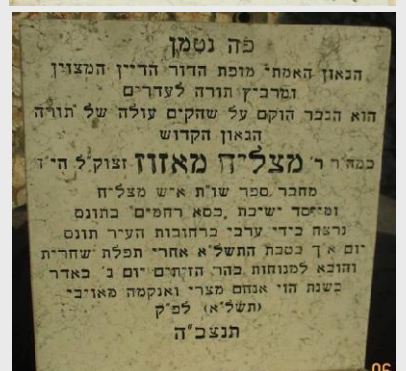 פה נטמן
הגאון האמתי מופת הדור הדיין המצוין
ומרביץ תורה לעדרים
הוא הגבר הוקם על שהקים עולה של תורה
הגאון הקדוש
כמה״ר ר׳ מצליח מאזוז זצוק״ל הי״ד
מחבר ספר שו״ת איש מצליח
ומייסד ישיבת ״כסא רחמים״ בתונס
נרצח בידי ערבי ברחובות העיר תונס
יום א׳ ך׳ בטבת התשל״א אחרי תפלת שחרית
והובא למנוחות בהר הזיתים יום ב׳ באדר
בשנת הוי אנחם מצרי ואנקמה מאויבי
(תשל״א) לפ״ק
תנצב״ה
06